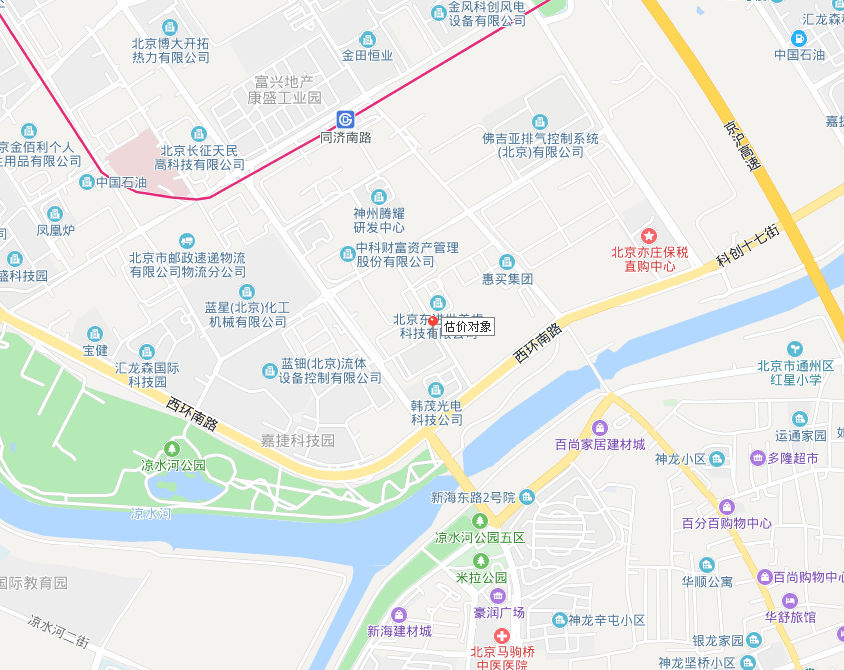 金风科创风电
设备有限公司
北京博大开拓
热力有限公司
汇龙森科
金田恒业
中国石油
富兴地产
康盛工业园
嘉捷
京沪高速
京金佰利个人
生用品有限公司
北京长征天民
高科技有限公司
同济南路
佛吉亚排气控制系统
(北京)有限公司
中国石油
凤凰炉
神州腾耀
研发中心
科创十七街
北京亦庄保税
直购中心
北京市邮政速递物流
有限公司物流分公司
中科财富资产管理
股份有限公司
盛科技园
惠买集团
蓝星(北京)化工
机械有限公司
估价对象
科技有限公司
西环南路
宝健
汇龙森国际
科技园
蓝钿(北京)流体
设备控制有限公司
北京市通州区
红星小学
西环南路
韩茂光电
科技公司
嘉捷科技园
百尚家居建材城
运通家园
凉水河公园
神龙小区
多隆超市
新海东路2号院
凉水河
百分百购物中心
凉水河公园五区
米拉公园
华顺公寓
百尚购物中心
国际教育园
豪润广场
华舒旅馆
凉水河二街
新海建材城
神龙辛屯小区
银龙家园
北京马驹桥
中医医院
神龙坚桥小区